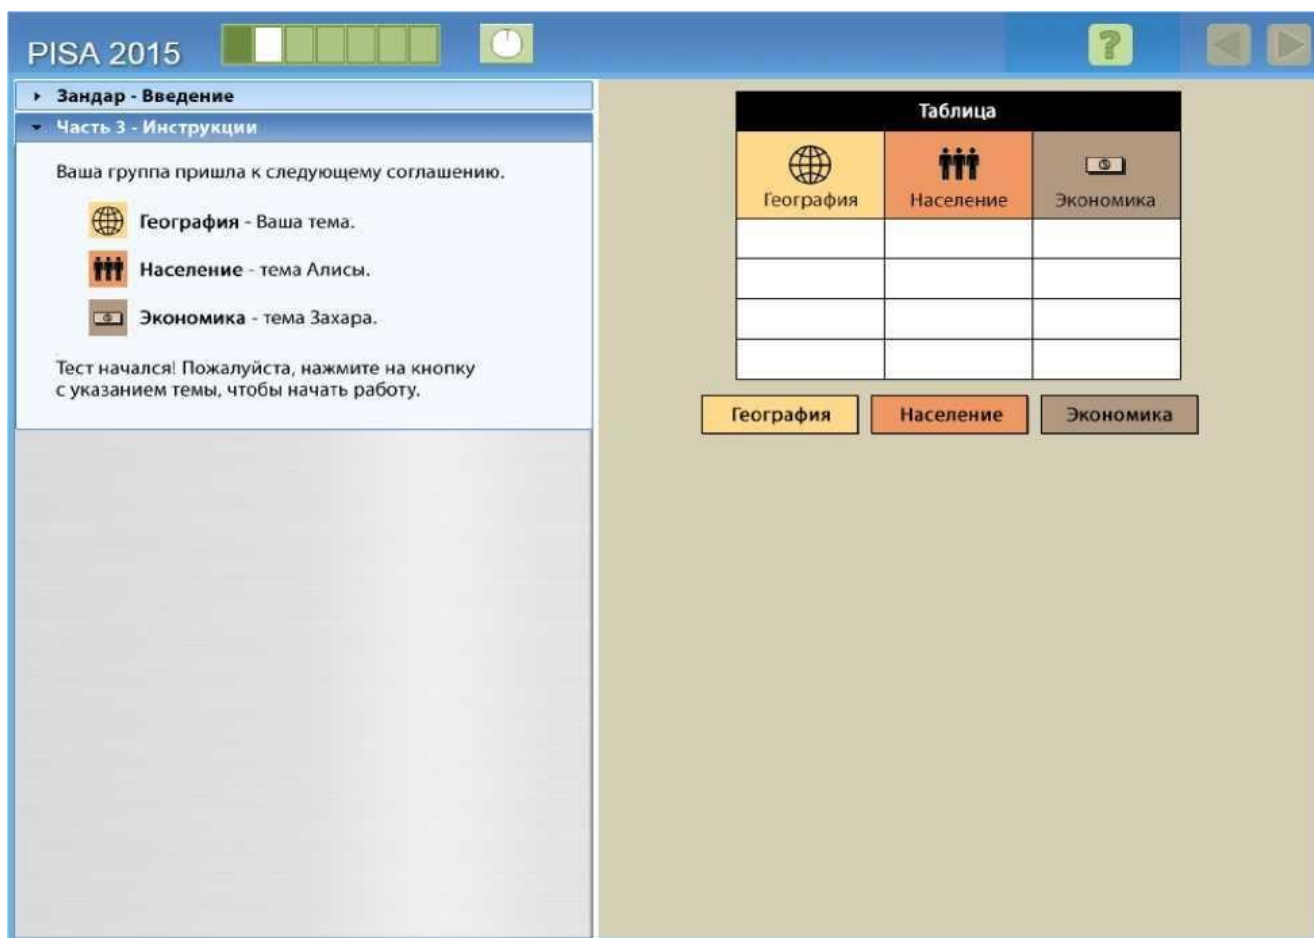 PISA 2015
?
Зандар - Введение
Часть 3 - Инструкции
Ваша группа пришла к следующему соглашению.
География - Ваша тема.
Население - тема Алисы.
Экономика - тема Захара.
Тест начался! Пожалуйста, нажмите на кнопку
с указанием темы, чтобы начать работу.
Таблица
География Население Экономика
География Население Экономика